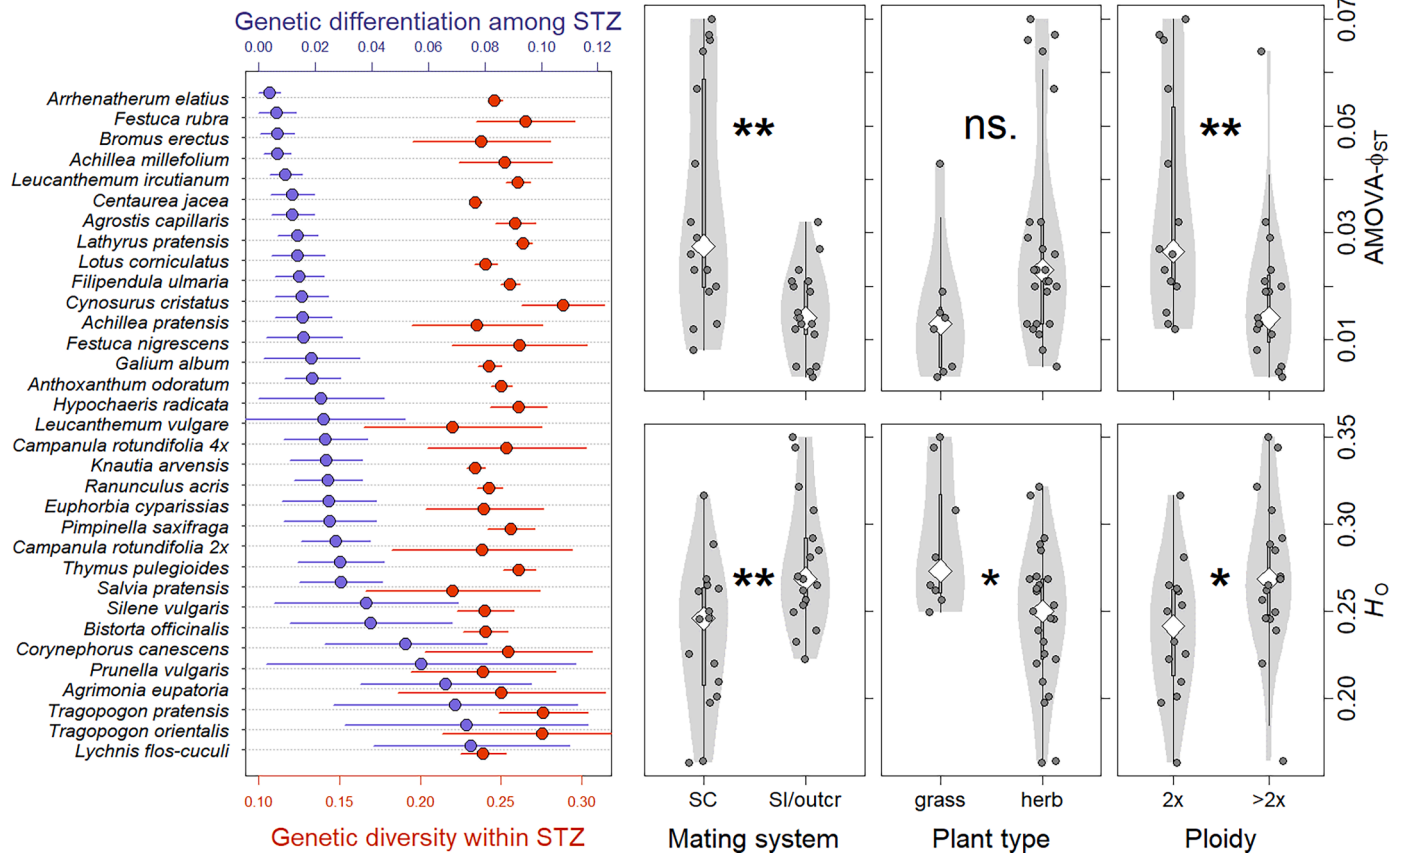 Genetic differentiation among STZ
0.00 0.02 0.04 0.06 0.08 0.10 0.12
Arrhenatherum elatius
Festuca rubra
Bromus erectus
Achillea millefolium
Leucanthemum ircutianum
Centaurea jacea
Agrostis capillaris
Lathyrus pratensis
Lotus corniculatus
Filipendula ulmaria
Cynosurus cristatus
Achillea pratensis
Festuca nigrescens
Galium album
Anthoxanthum odoratum
Hypochaeris radicata
Leucanthemum vulgare
Campanula rotundifolia 4x
Knautia arvensis
Ranunculus acris
Euphorbia cyparissias
Pimpinella saxifraga
Campanula rotundifolia 2x
Thymus pulegioides
Salvia pratensis
Silene vulgaris
Bistorta officinalis
Corynephorus canescens
Prunella vulgaris
Agrimonia eupatoria
Tragopogon pratensis
Tragopogon orientalis
Lychnis flos-cuculi
0.10 0.15 0.20 0.25 0.30
Genetic diversity within STZ
** ns. **
0.07
0.05
0.03
0.01
AMOVA-ϕST
** * *
0.35
0.30
0.25
0.20
HO
SC SI/outcr grass herb 2x >2x
Mating system Plant type Ploidy